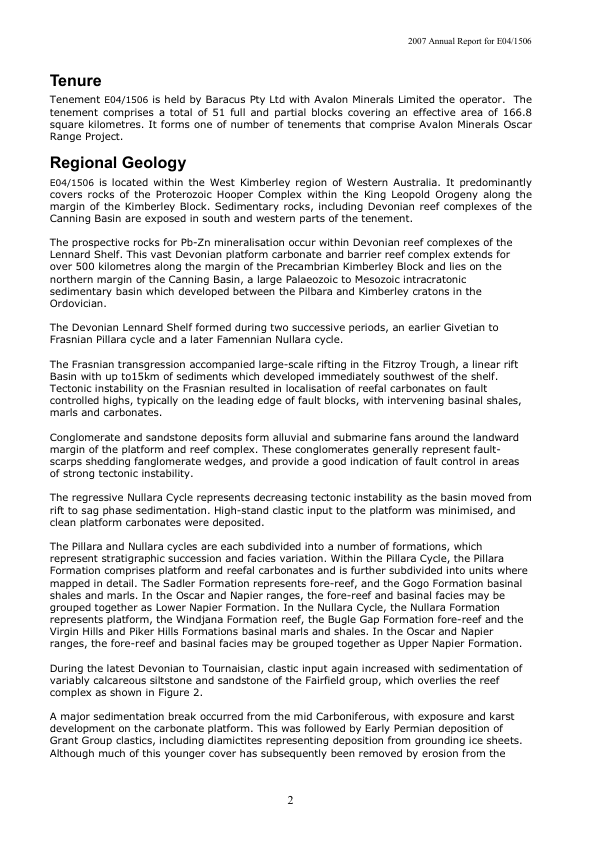 2007 Annual Report for E04/1506
Tenure
Tenement E04/1506 is held by Baracus Pty Ltd with Avalon Minerals Limited the operator. The
tenement comprises a total of 51 full and partial blocks covering an effective area of 166.8
square kilometres. It forms one of number of tenements that comprise Avalon Minerals Oscar
Range Project.
Regional Geology
E04/1506 is located within the West Kimberley region of Western Australia. It predominantly
covers rocks of the Proterozoic Hooper Complex within the King Leopold Orogeny along the
margin of the Kimberley Block. Sedimentary rocks, including Devonian reef complexes of the
Canning Basin are exposed in south and western parts of the tenement.
The prospective rocks for Pb-Zn mineralisation occur within Devonian reef complexes of the
Lennard Shelf. This vast Devonian platform carbonate and barrier reef complex extends for
over 500 kilometres along the margin of the Precambrian Kimberley Block and lies on the
northern margin of the Canning Basin, a large Palaeozoic to Mesozoic intracratonic
sedimentary basin which developed between the Pilbara and Kimberley cratons in the
Ordovician.
The Devonian Lennard Shelf formed during two successive periods, an earlier Givetian to
Frasnian Pillara cycle and a later Famennian Nullara cycle.
The Frasnian transgression accompanied large-scale rifting in the Fitzroy Trough, a linear rift
Basin with up to15km of sediments which developed immediately southwest of the shelf.
Tectonic instability on the Frasnian resulted in localisation of reefal carbonates on fault
controlled highs, typically on the leading edge of fault blocks, with intervening basinal shales,
marls and carbonates.
Conglomerate and sandstone deposits form alluvial and submarine fans around the landward
margin of the platform and reef complex. These conglomerates generally represent fault-
scarps shedding fanglomerate wedges, and provide a good indication of fault control in areas
of strong tectonic instability.
The regressive Nullara Cycle represents decreasing tectonic instability as the basin moved from
rift to sag phase sedimentation. High-stand clastic input to the platform was minimised, and
clean platform carbonates were deposited.
The Pillara and Nullara cycles are each subdivided into a number of formations, which
represent stratigraphic succession and facies variation. Within the Pillara Cycle, the Pillara
Formation comprises platform and reefal carbonates and is further subdivided into units where
mapped in detail. The Sadler Formation represents fore-reef, and the Gogo Formation basinal
shales and marls. In the Oscar and Napier ranges, the fore-reef and basinal facies may be
grouped together as Lower Napier Formation. In the Nullara Cycle, the Nullara Formation
represents platform, the Windjana Formation reef, the Bugle Gap Formation fore-reef and the
Virgin Hills and Piker Hills Formations basinal marls and shales. In the Oscar and Napier
ranges, the fore-reef and basinal facies may be grouped together as Upper Napier Formation.
During the latest Devonian to Tournaisian, clastic input again increased with sedimentation of
variably calcareous siltstone and sandstone of the Fairfield group, which overlies the reef
complex as shown in Figure 2.
A major sedimentation break occurred from the mid Carboniferous, with exposure and karst
development on the carbonate platform. This was followed by Early Permian deposition of
Grant Group clastics, including diamictites representing deposition from grounding ice sheets.
Although much of this younger cover has subsequently been removed by erosion from the
2